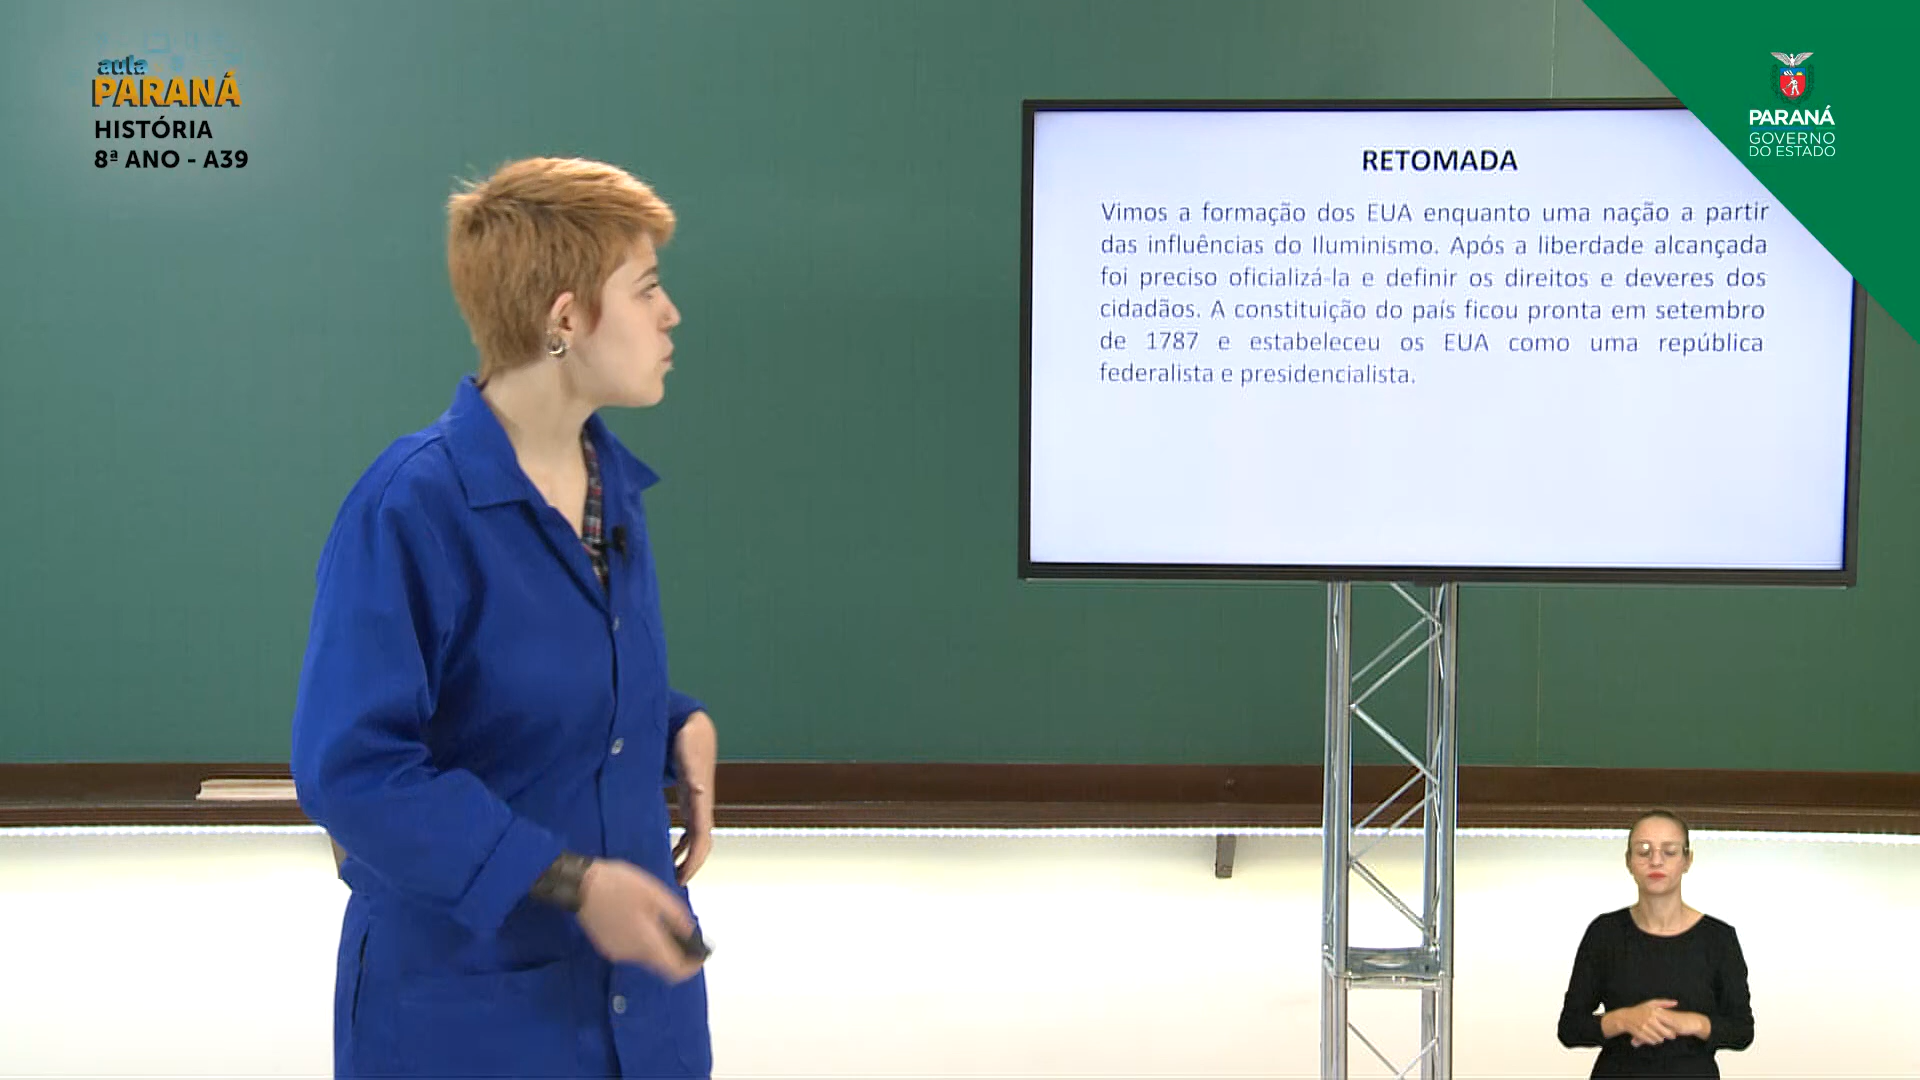 aula
PARANÁ
HISTÓRIA
8ª ANO - A39
RETOMADA
Vimos a formação dos EUA enquanto uma nação a partir
das influências do Iluminismo. Após a liberdade alcançada
foi preciso oficializá-la e definir os direitos e deveres dos
cidadãos. A constituição do país ficou pronta em setembro
de 1787 e estabeleceu os EUA como uma república
federalista e presidencialista.
PARANÁ
GOVERNO
DO ESTADO